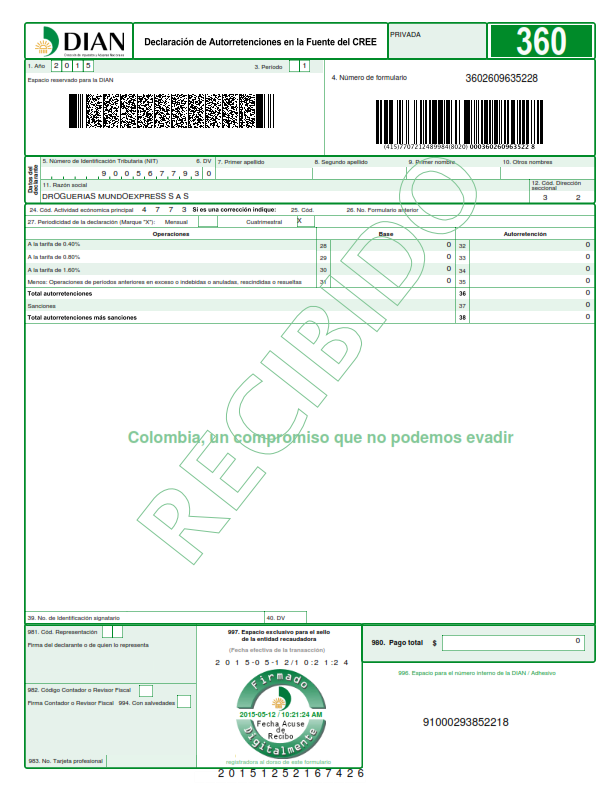 DIAN
Declaración de Autorretenciones en la Fuente del CREE
PRIVADA
360
1. Año 2 0 1 5
3. Periodo 1
Espacio reservado para la DIAN
4. Número de formulario 3602609635228
(415)7707212489984(8020) 000360260963522 8
Datos del declarante
5. Número de Identificación Tributaria (NIT) 6. DV 7. Primer apellido 8. Segundo apellido 9. Primer nombre 10. Otros nombres
9 0 0 5 6 7 7 9 3 0
11. Razón social
12. Cód. Dirección seccional
DROGUERIAS MUNDOEXPRESS S A S
3 2
24. Cód. Actividad económica principal 4 7 7 3 Si es una corrección indique: 25. Cód. 26. No. Formulario anterior
27. Periodicidad de la declaración (Marque "X"): Mensual Cuatrimestral X
Operaciones Base Autorretención
A la tarifa de 0.40% 28 0 32 0
A la tarifa de 0.80% 29 0 33 0
A la tarifa de 1.60% 30 0 34 0
Menos: Operaciones de períodos anteriores en exceso o indebidas o anuladas, rescindidas o resueltas 31 0 35 0
Total autorretenciones 36 0
Sanciones 37 0
Total autorretenciones más sanciones 38 0
RECIBIDO
Colombia, un compromiso que no podemos evadir
39. No. de Identificación signatario 40. DV
981. Cód. Representación
Firma del declarante o de quien lo representa
982. Código Contador o Revisor Fiscal
Firma Contador o Revisor Fiscal 994. Con salvedades
983. No. Tarjeta profesional
997. Espacio exclusivo para el sello
de la entidad recaudadora
(Fecha efectiva de la transacción)
2 0 1 5-0 5-1 2 / 1 0:2 1:2 4
Firmado
2015-05-12 / 10:21:24 AM
Fecha Acuse
de
Recibo
Digitalmente
registradora al dorso de este formulario
2 0 1 5 1 2 5 2 1 6 7 4 2 6
980. Pago total $ 0
996. Espacio para el número interno de la DIAN / Adhesivo
91000293852218